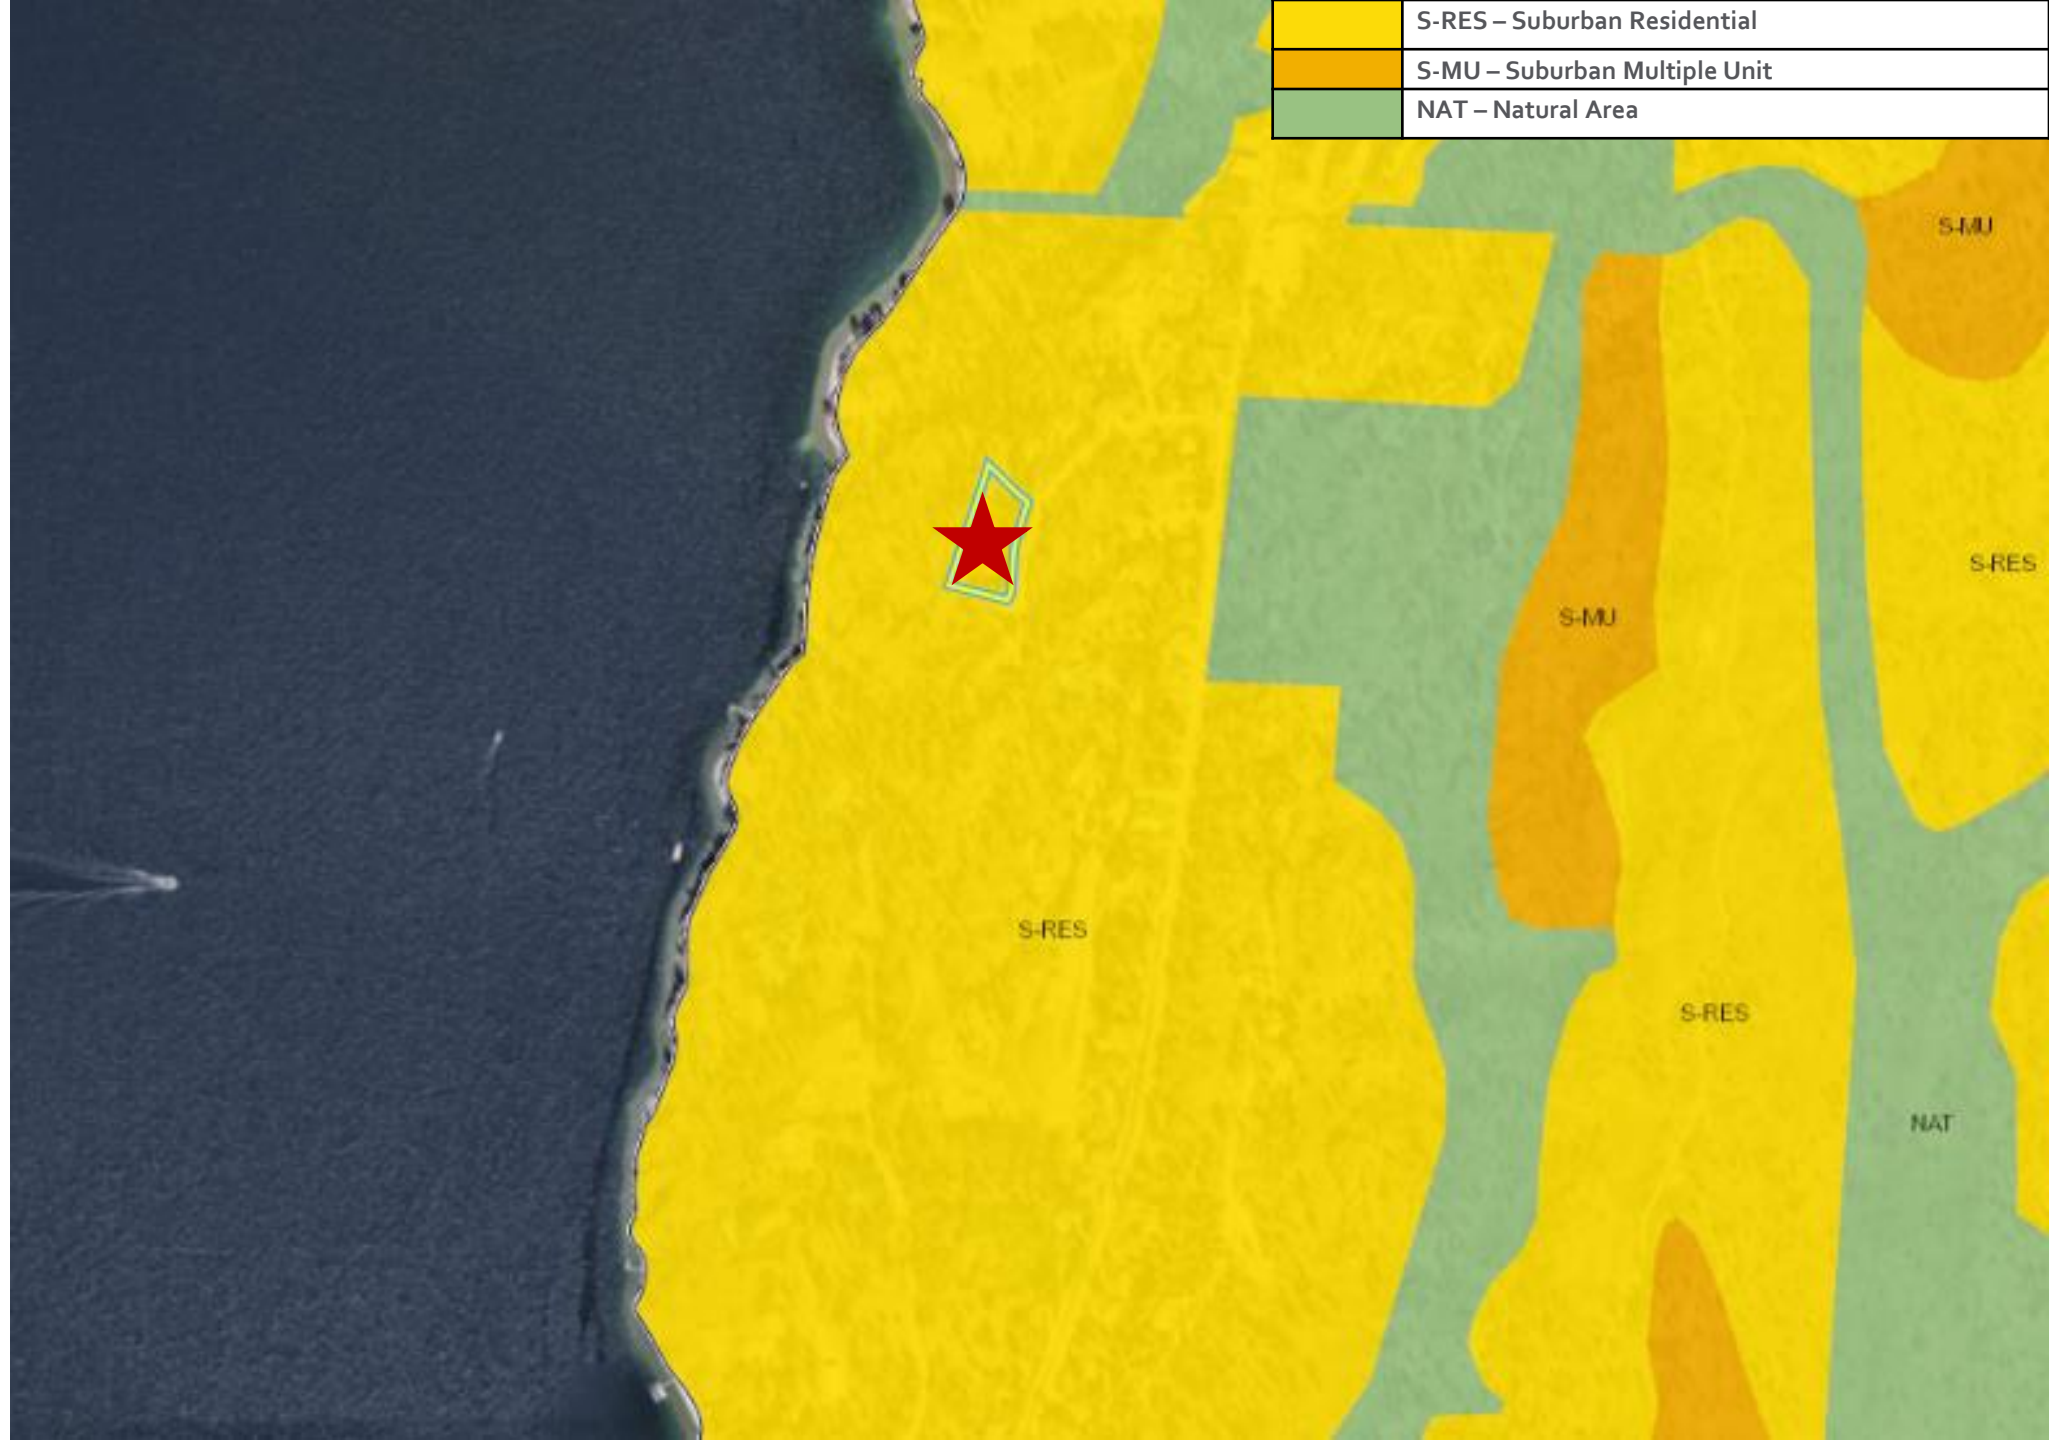 S-RES – Suburban Residential
S-MU – Suburban Multiple Unit
NAT – Natural Area
S-MU
S-RES
S-MU
S-RES
S-RES
NAT